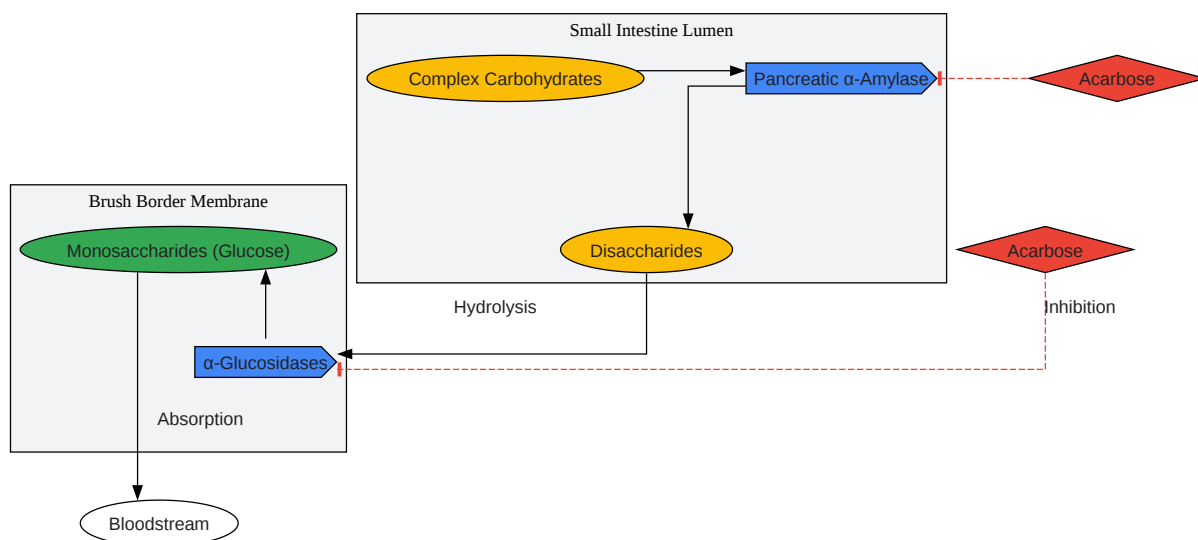 Small Intestine Lumen
Complex Carbohydrates
Pancreatic α-Amylase
Acarbose
Brush Border Membrane
Monosaccharides (Glucose)
Disaccharides
Acarbose
Hydrolysis
Inhibition
α-Glucosidases
Absorption
Bloodstream